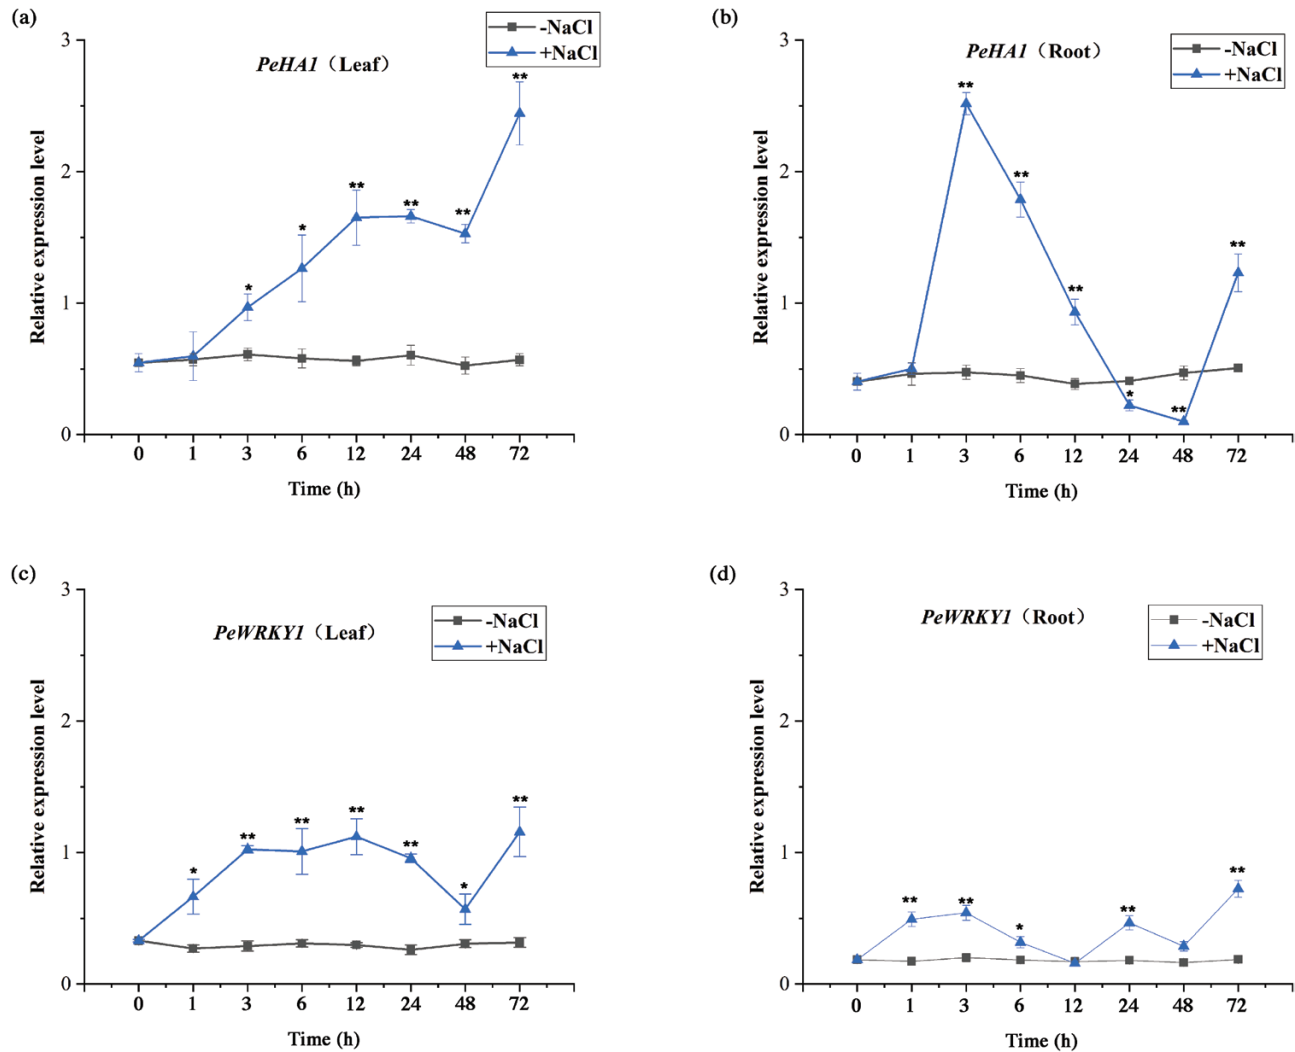 (a)
-NaCl
+NaCl
PeHA1（Leaf）
3
2
1
0
Relative expression level
**
**
**
**
**
*
*
0 1 3 6 12 24 48 72
Time (h)
(b)
-NaCl
+NaCl
PeHA1（Root）
3
2
1
0
Relative expression level
**
**
**
**
*
**
0 1 3 6 12 24 48 72
Time (h)
(c)
-NaCl
+NaCl
PeWRKY1（Leaf）
3
2
1
0
Relative expression level
*
**
**
**
**
*
**
0 1 3 6 12 24 48 72
Time (h)
(d)
-NaCl
+NaCl
PeWRKY1（Root）
3
2
1
0
Relative expression level
**
**
*
**
**
0 1 3 6 12 24 48 72
Time (h)